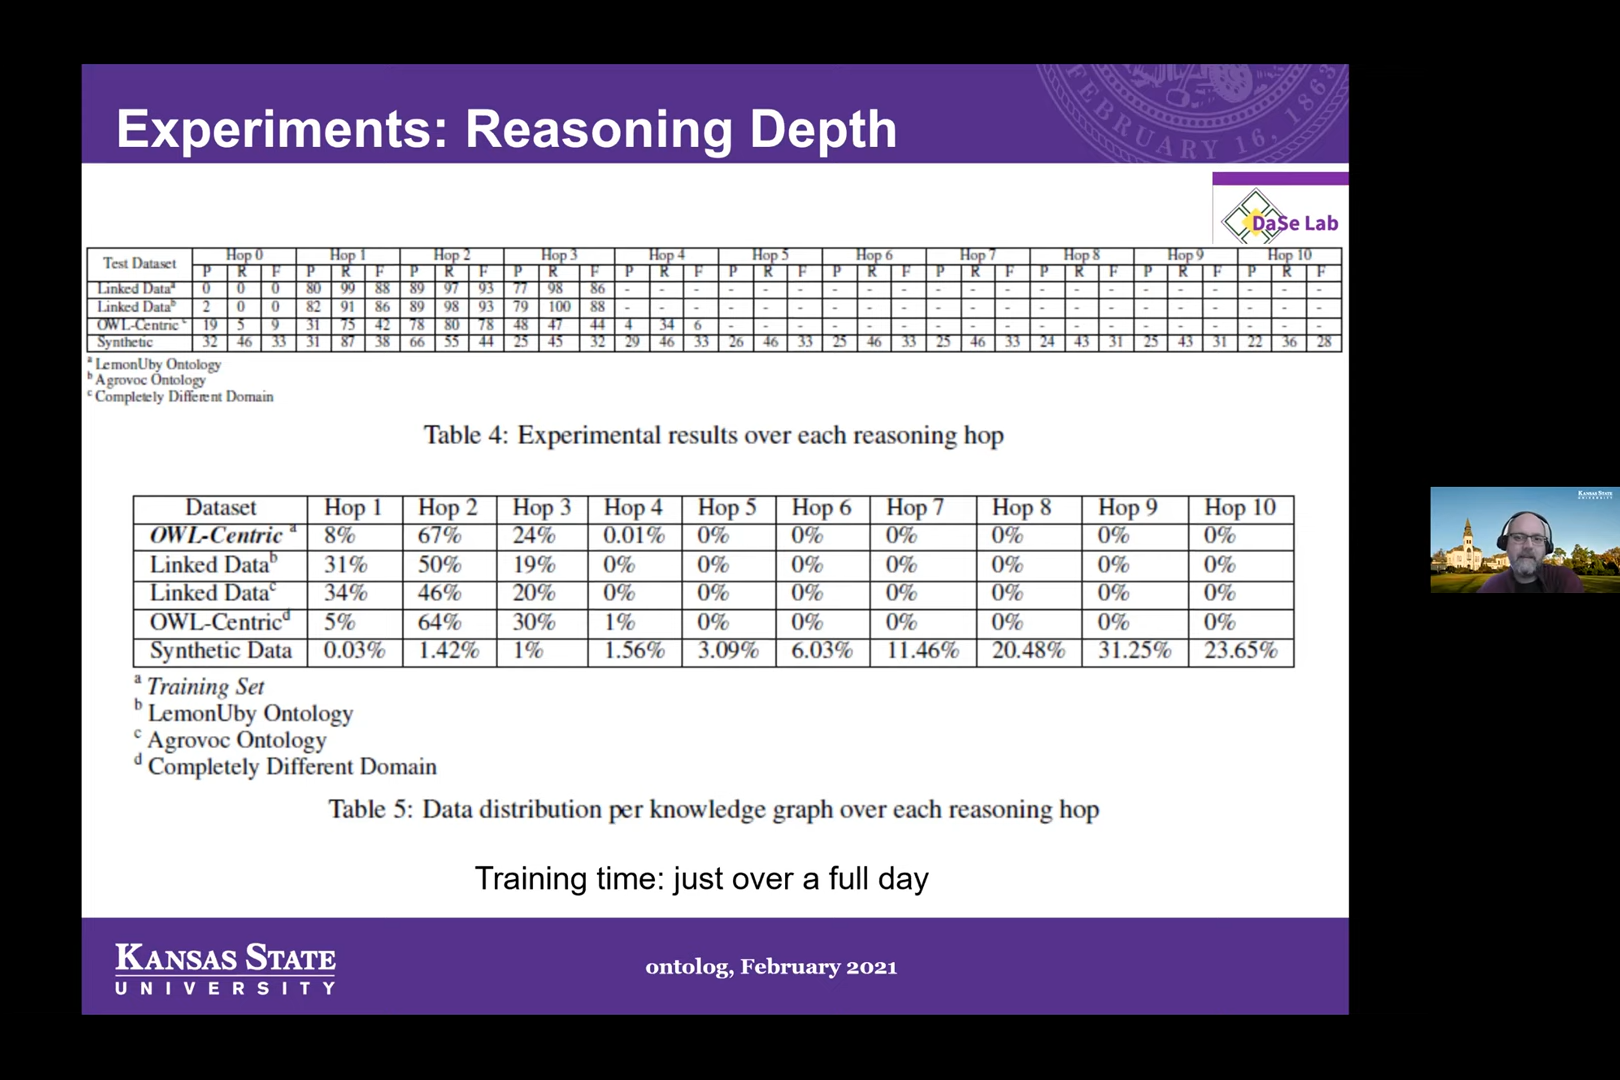 FEBRUARY 16, 1863
Experiments: Reasoning Depth
DaSe Lab
Test Dataset Hop 0 Hop 1 Hop 2 Hop 3 Hop 4 Hop 5 Hop 6 Hop 7 Hop 8 Hop 9 Hop 10
P R F P R F P R F P R F P R F P R F P R F P R F P R F P R F P R F
Linked Data a 0 0 0 80 99 88 89 97 93 77 98 86 - - - - - - - - - - - - - - - - - - - - -
Linked Data b 2 0 0 82 91 86 89 98 93 79 100 88 - - - - - - - - - - - - - - - - - - - - -
OWL-Centric c 19 5 9 31 75 42 78 80 78 48 47 44 4 34 6 - - - - - - - - - - - - - - - - - -
Synthetic 32 46 33 31 87 38 66 55 44 25 45 32 29 46 33 26 46 33 25 46 33 25 46 33 24 43 31 25 43 31 22 36 28
a LemonUby Ontology
b Agrovoc Ontology
c Completely Different Domain
Table 4: Experimental results over each reasoning hop
Dataset Hop 1 Hop 2 Hop 3 Hop 4 Hop 5 Hop 6 Hop 7 Hop 8 Hop 9 Hop 10
OWL-Centric a 8% 67% 24% 0.01% 0% 0% 0% 0% 0% 0%
Linked Data b 31% 50% 19% 0% 0% 0% 0% 0% 0% 0%
Linked Data c 34% 46% 20% 0% 0% 0% 0% 0% 0% 0%
OWL-Centric d 5% 64% 30% 1% 0% 0% 0% 0% 0% 0%
Synthetic Data 0.03% 1.42% 1% 1.56% 3.09% 6.03% 11.46% 20.48% 31.25% 23.65%
a Training Set
b LemonUby Ontology
c Agrovoc Ontology
d Completely Different Domain
Table 5: Data distribution per knowledge graph over each reasoning hop
Training time: just over a full day
KANSAS STATE
UNIVERSITY
ontolog, February 2021
KANSAS STATE
UNIVERSITY